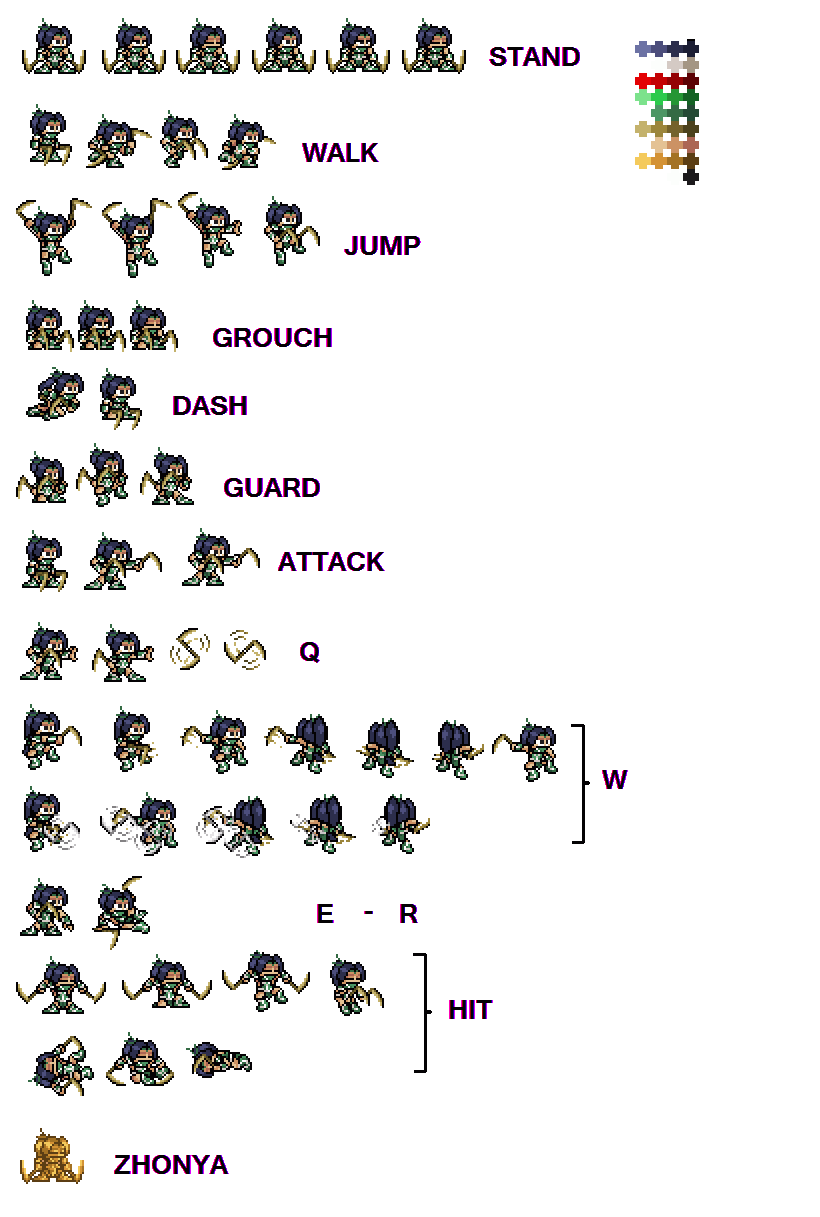 STAND
WALK
JUMP
GROUCH
DASH
GUARD
ATTACK
Q
W
E - R
HIT
ZHONYA